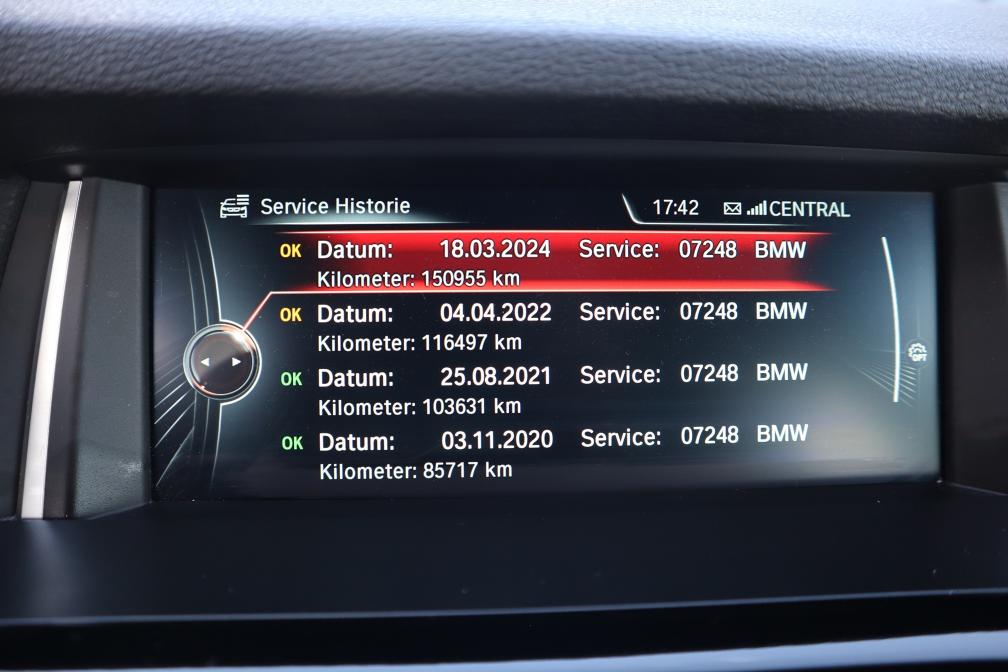 Service Historie 17:42 CENTRAL
OK Datum: 18.03.2024 Service: 07248 BMW
Kilometer: 150955 km
OK Datum: 04.04.2022 Service: 07248 BMW
Kilometer: 116497 km
OK Datum: 25.08.2021 Service: 07248 BMW
Kilometer: 103631 km
OK Datum: 03.11.2020 Service: 07248 BMW
Kilometer: 85717 km
OPT